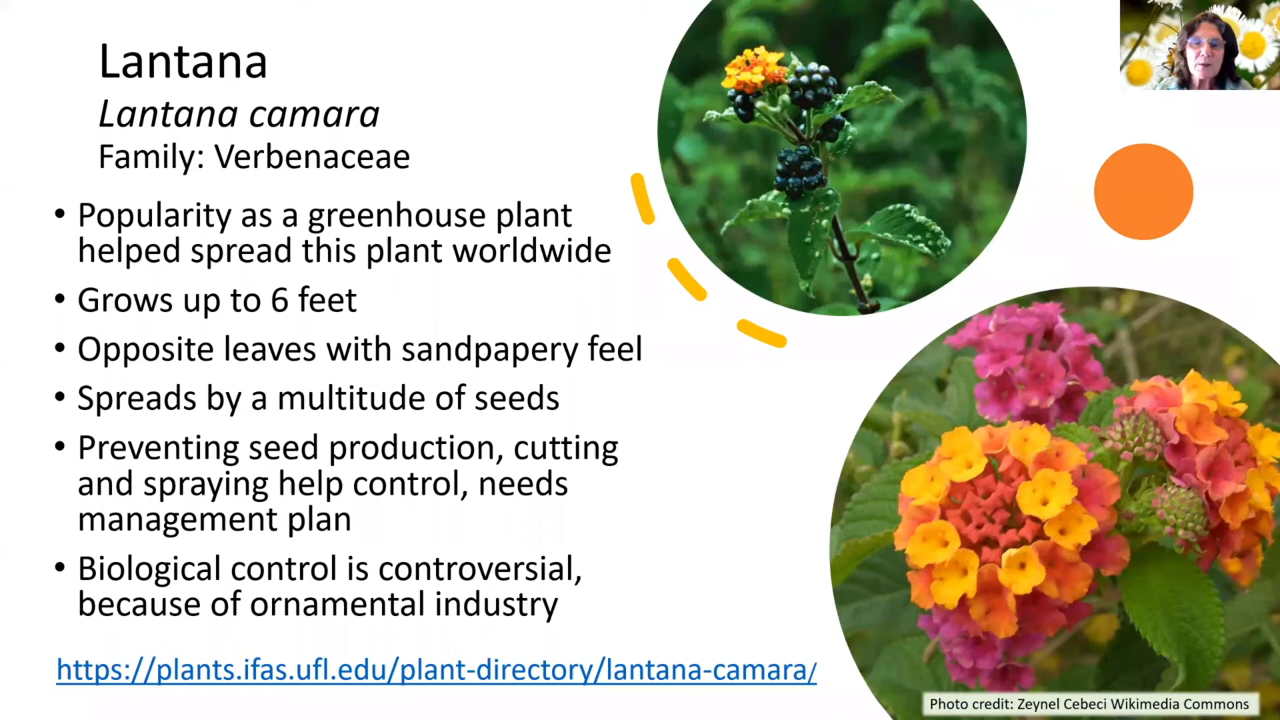 Lantana
Lantana camara
Family: Verbenaceae
• Popularity as a greenhouse plant
helped spread this plant worldwide
• Grows up to 6 feet
• Opposite leaves with sandpapery feel
• Spreads by a multitude of seeds
• Preventing seed production, cutting
and spraying help control, needs
management plan
• Biological control is controversial,
because of ornamental industry
https://plants.ifas.ufl.edu/plant-directory/lantana-camara/
Photo credit: Zeynel Cebeci Wikimedia Commons